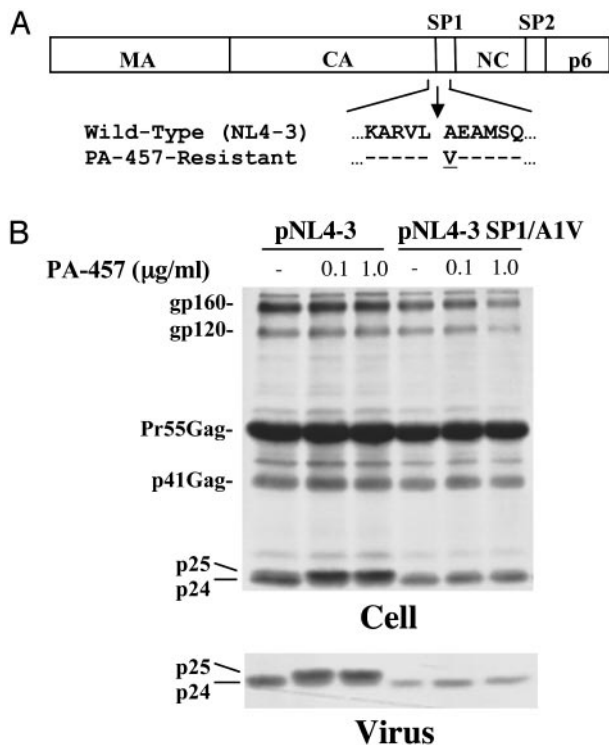 A
SP1 SP2
MA CA NC p6
Wild-Type (NL4-3) ...KARVL AEAMSQ...
PA-457-Resistant ...----- V-----...
B
pNL4-3 pNL4-3 SP1/A1V
PA-457 (μg/ml) - 0.1 1.0 - 0.1 1.0
gp160-
gp120-
Pr55Gag-
p41Gag-
p25
p24
Cell
p25
p24
Virus